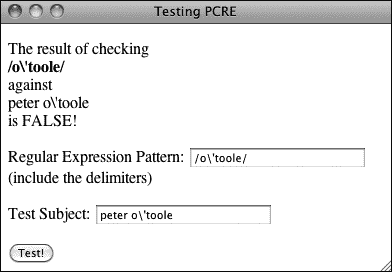 Testing PCRE
The result of checking
/o\'toole/
against
peter o\'toole
is FALSE!
Regular Expression Pattern: /o\'toole/
(include the delimiters)
Test Subject: peter o\'toole
Test!